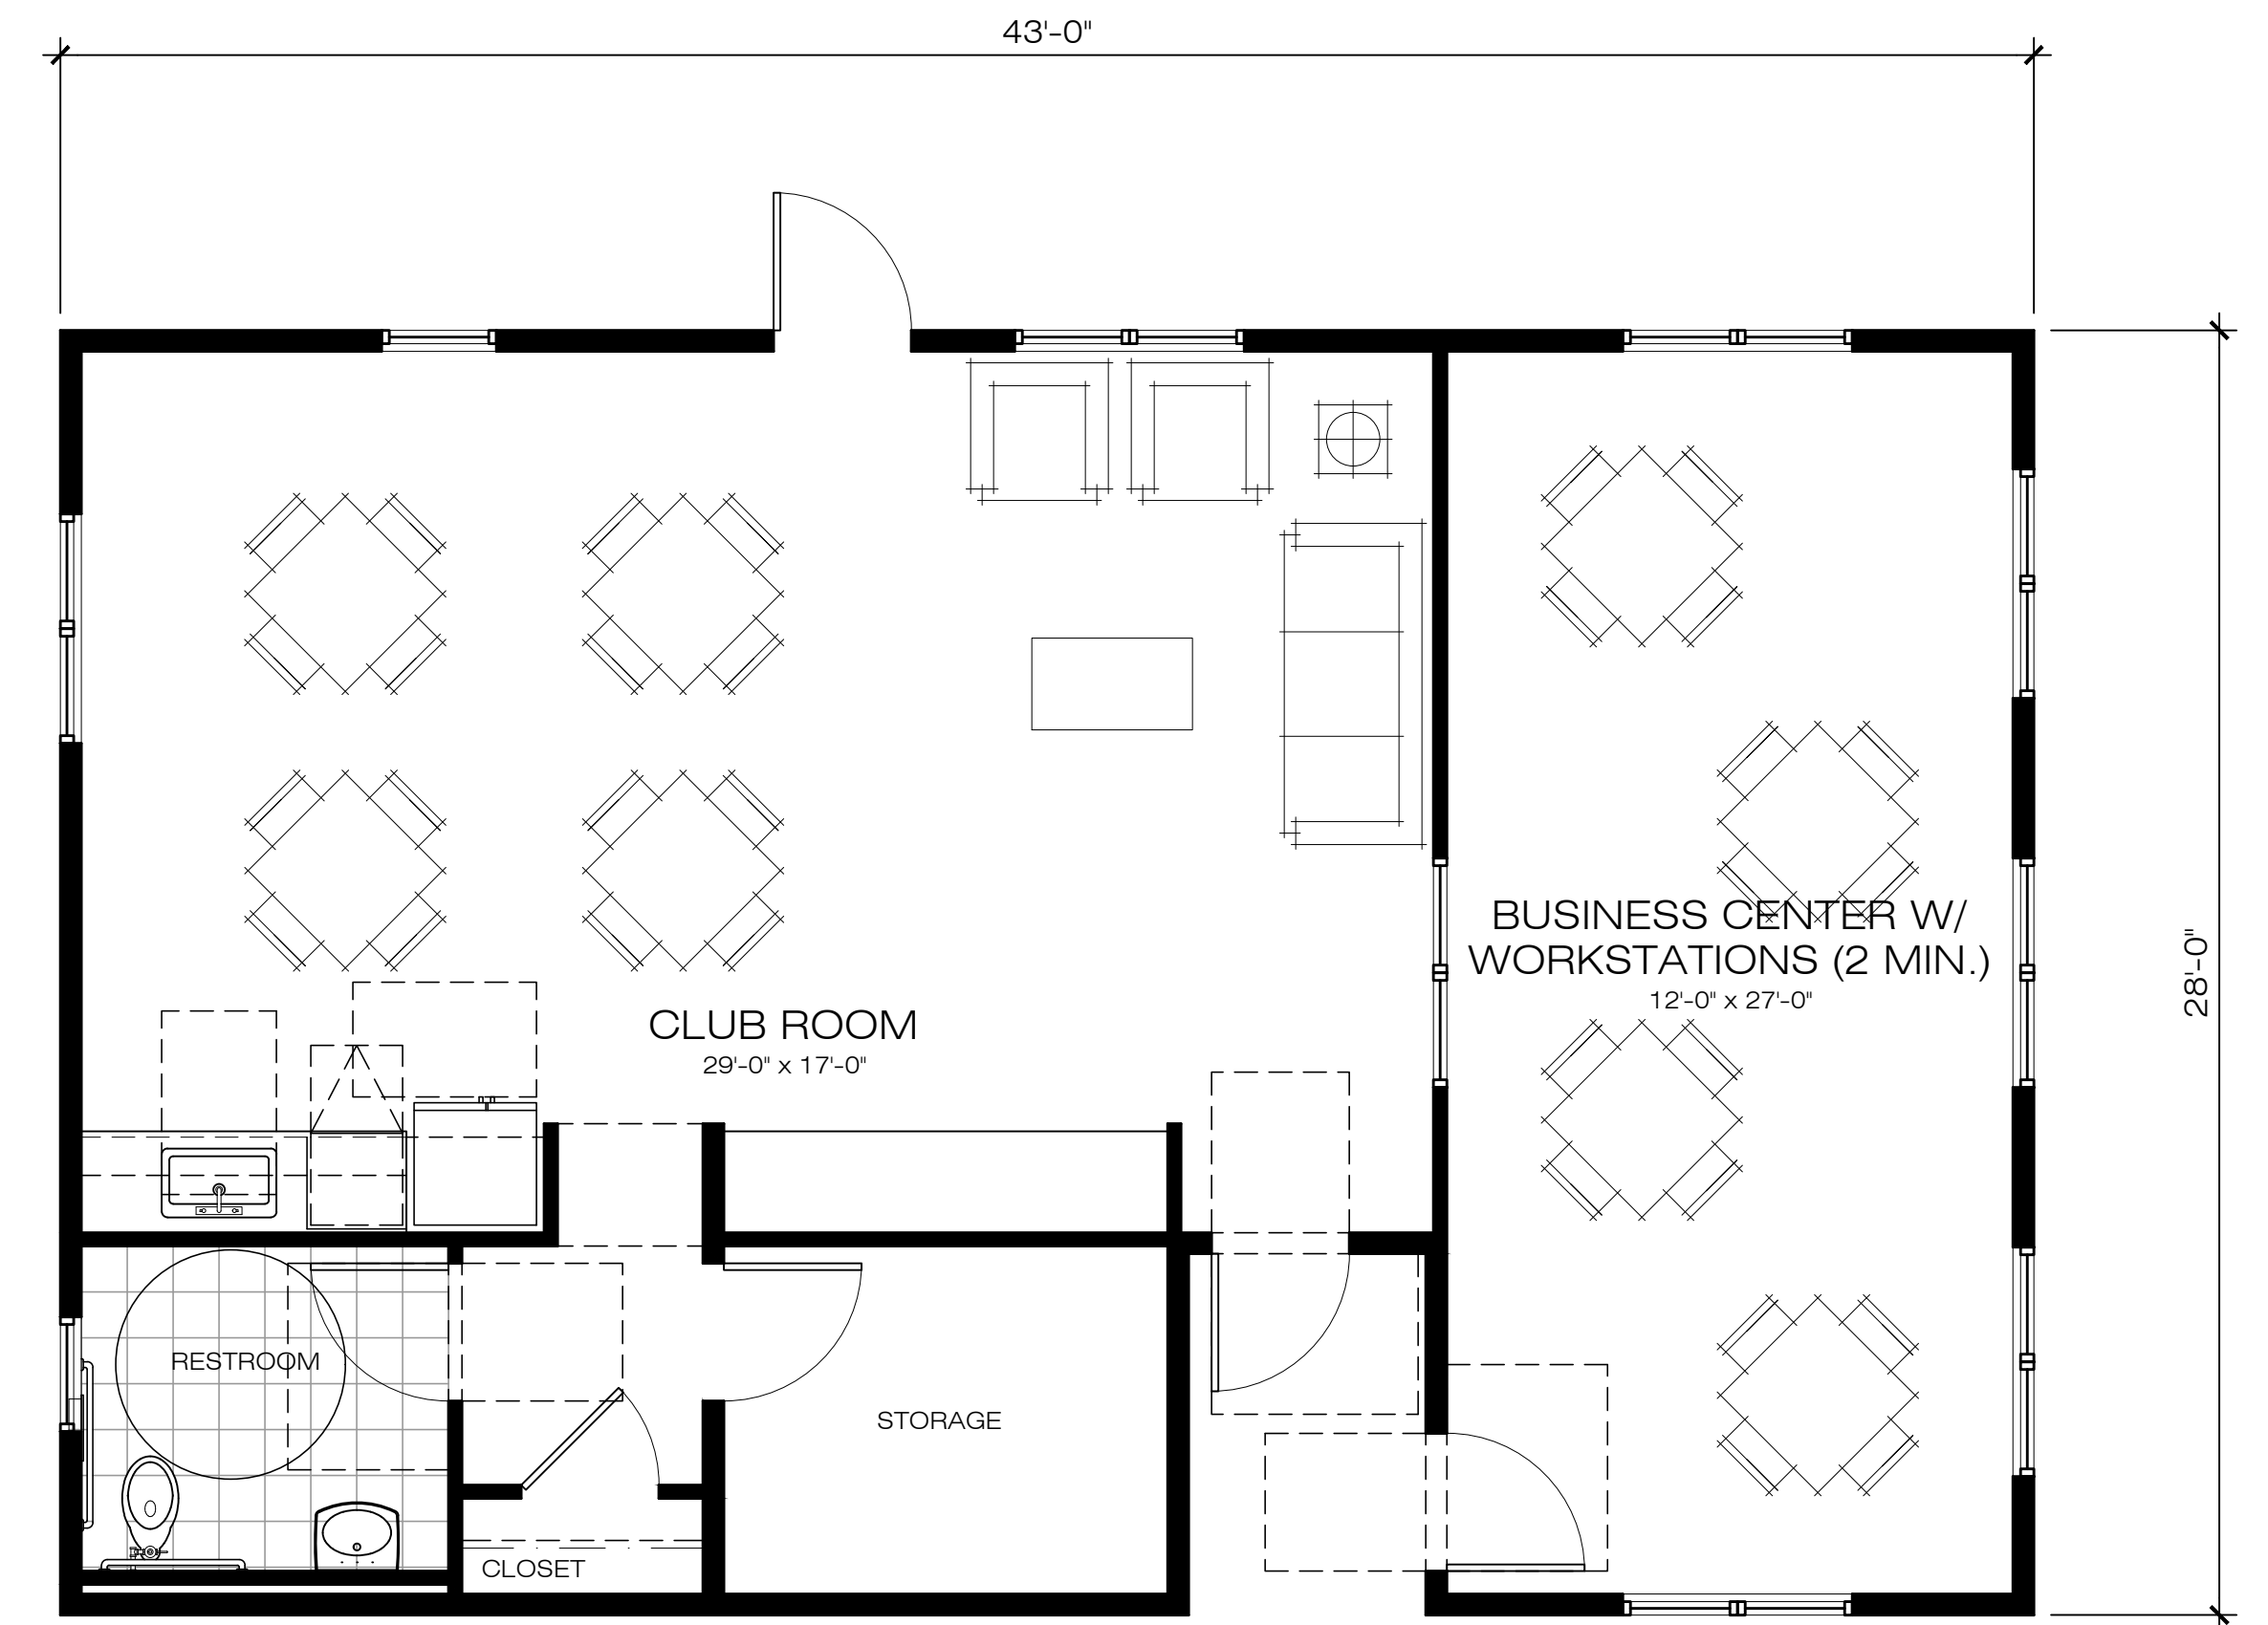 43'-0"
BUSINESS CENTER W/
WORKSTATIONS (2 MIN.)
12'-0" x 27'-0"
28'-0"
CLUB ROOM
29'-0" x 17'-0"
RESTROOM
STORAGE
CLOSET